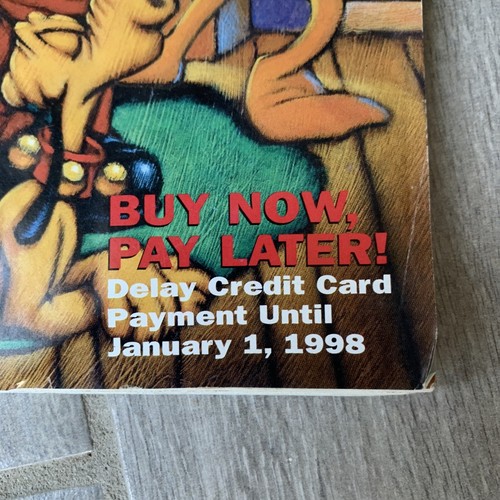 BUY NOW,
PAY LATER!
Delay Credit Card
Payment Until
January 1, 1998